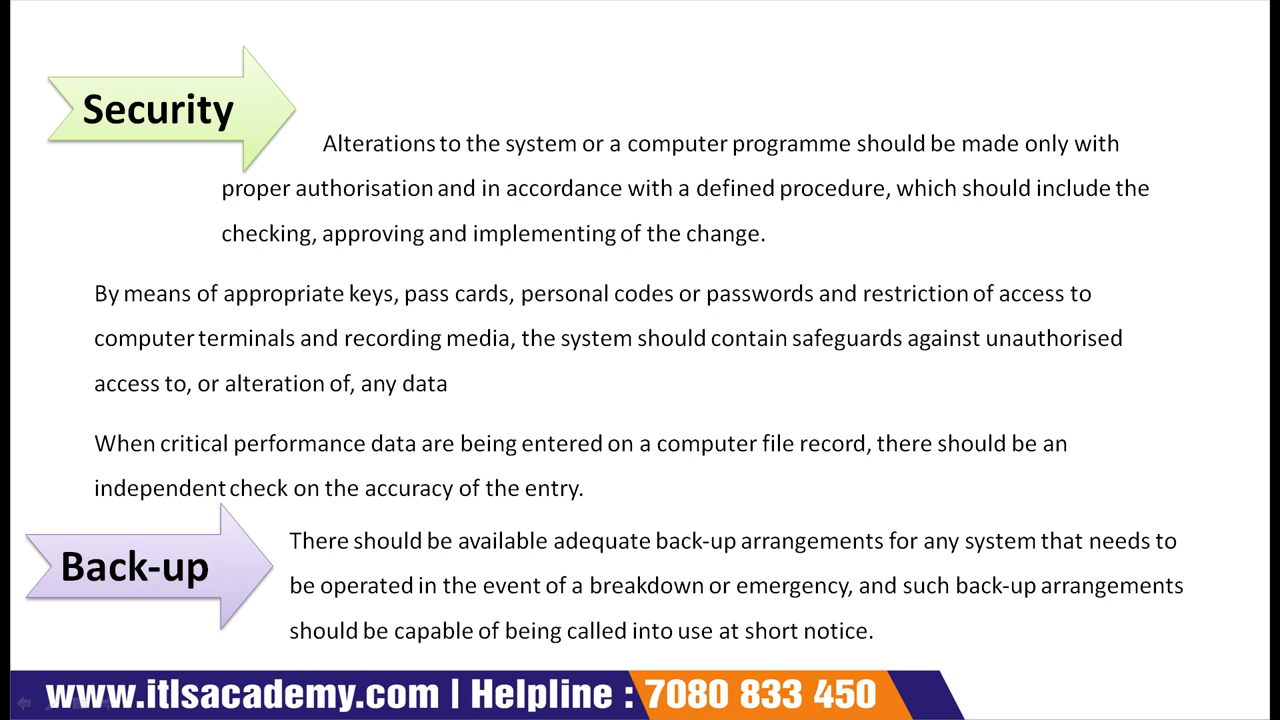 Security
Alterations to the system or a computer programme should be made only with
proper authorisation and in accordance with a defined procedure, which should include the
checking, approving and implementing of the change.
By means of appropriate keys, pass cards, personal codes or passwords and restriction of access to
computer terminals and recording media, the system should contain safeguards against unauthorised
access to, or alteration of, any data
When critical performance data are being entered on a computer file record, there should be an
independent check on the accuracy of the entry.
Back-up
There should be available adequate back-up arrangements for any system that needs to
be operated in the event of a breakdown or emergency, and such back-up arrangements
should be capable of being called into use at short notice.
www.itlsacademy.com | Helpline : 7080 833 450